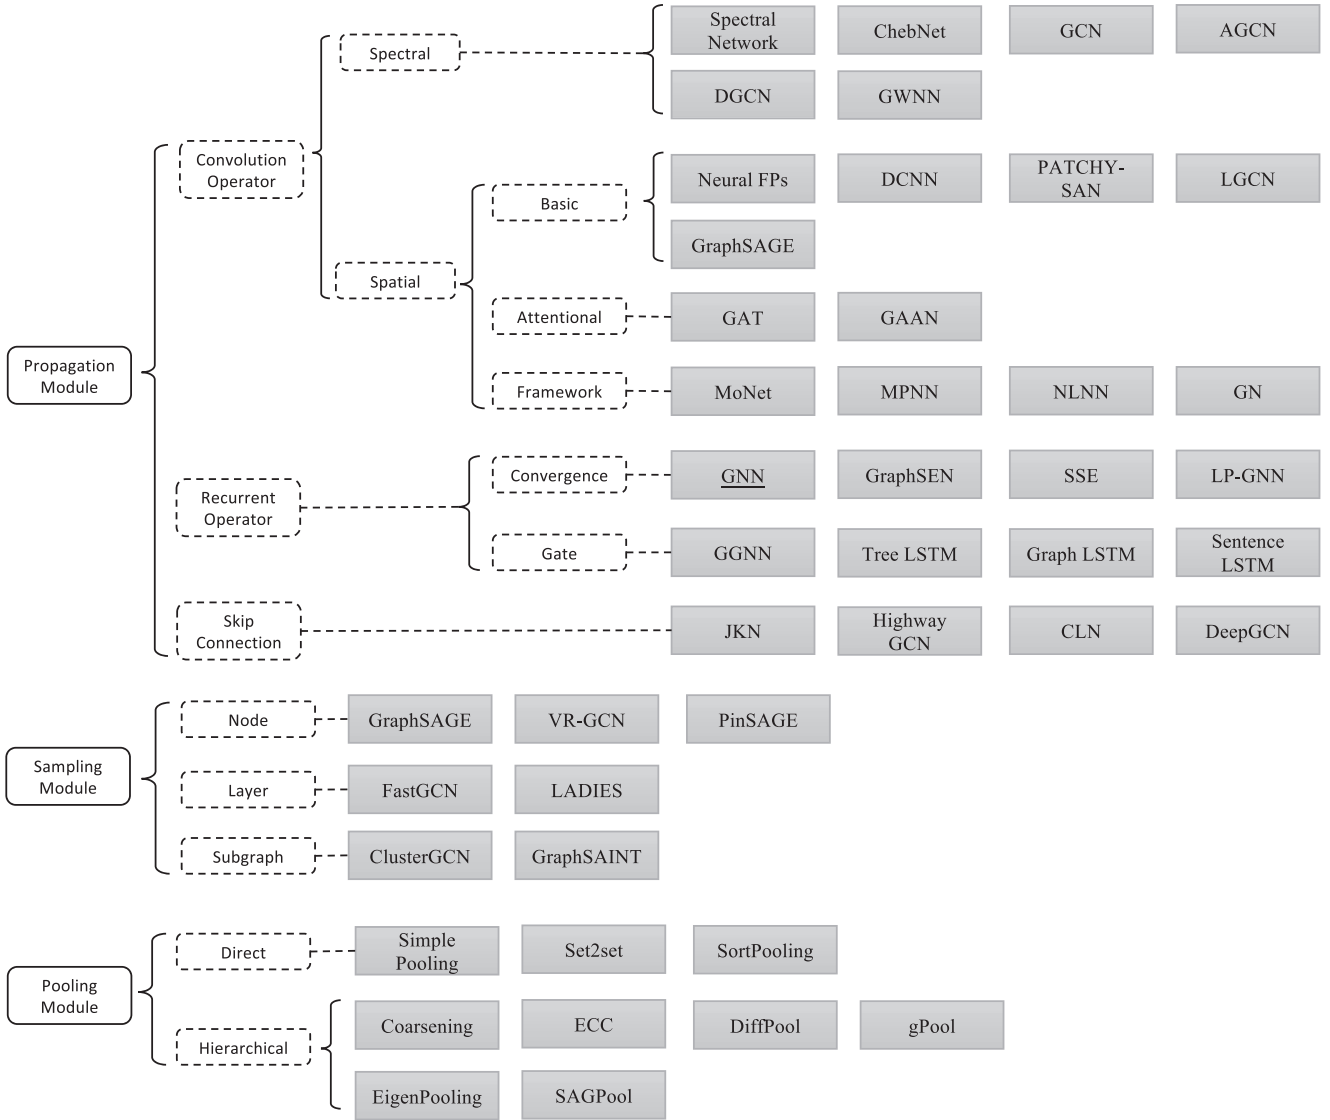 Propagation
Module
Convolution
Operator
Spectral
Spectral
Network
ChebNet
GCN
AGCN
DGCN
GWNN
Spatial
Basic
Neural FPs
DCNN
PATCHY-
SAN
LGCN
GraphSAGE
Attentional
GAT
GAAN
Framework
MoNet
MPNN
NLNN
GN
Recurrent
Operator
Convergence
GNN
GraphSEN
SSE
LP-GNN
Gate
GGNN
Tree LSTM
Graph LSTM
Sentence
LSTM
Skip
Connection
JKN
Highway
GCN
CLN
DeepGCN
Sampling
Module
Node
GraphSAGE
VR-GCN
PinSAGE
Layer
FastGCN
LADIES
Subgraph
ClusterGCN
GraphSAINT
Pooling
Module
Direct
Simple
Pooling
Set2set
SortPooling
Hierarchical
Coarsening
ECC
DiffPool
gPool
EigenPooling
SAGPool